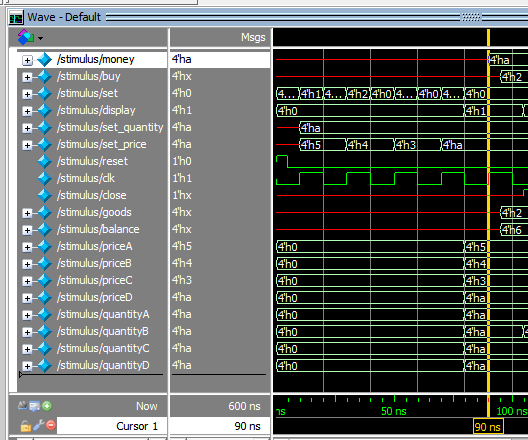 Wave - Default
Msgs
/stimulus/money 4'ha 4'ha
/stimulus/buy 4'hx 4'h2
/stimulus/set 4'h0 4... 4'h1 4... 4'h2 4'h0 4... 4'h0 4... 4'h0
/stimulus/display 4'h1 4'h0 4'h1
/stimulus/set_quantity 4'ha 4'ha
/stimulus/set_price 4'ha 4'h5 4'h4 4'h3 4'ha
/stimulus/reset 1'h0
/stimulus/clk 1'h1
/stimulus/close 1'hx
/stimulus/goods 4'hx 4'h2
/stimulus/balance 4'hx 4'h6
/stimulus/priceA 4'h5 4'h0 4'h5
/stimulus/priceB 4'h4 4'h0 4'h4
/stimulus/priceC 4'h3 4'h0 4'h3
/stimulus/priceD 4'ha 4'h0 4'ha
/stimulus/quantityA 4'ha 4'h0 4'ha
/stimulus/quantityB 4'ha 4'h0 4'ha
/stimulus/quantityC 4'ha 4'h0 4'ha
/stimulus/quantityD 4'ha 4'h0 4'ha
Now 600 ns ns 50 ns 100 ns
Cursor 1 90 ns 90 ns